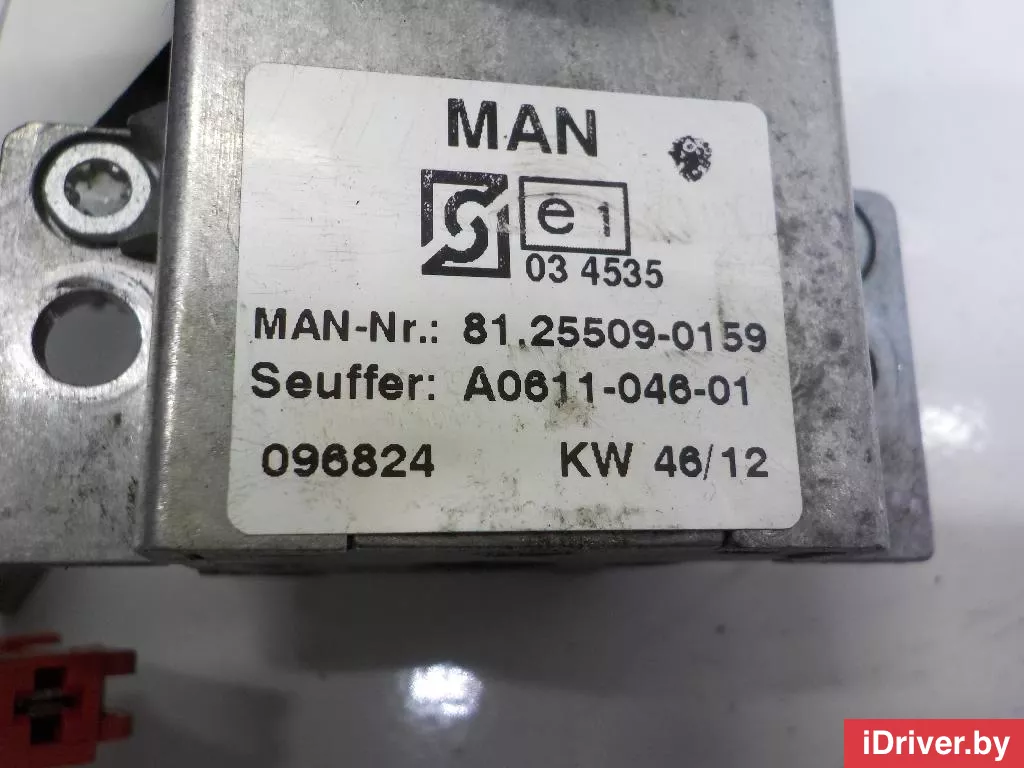 MAN
e1
03 4535
MAN-Nr.: 81.25509-0159
Seuffer: A0611-046-01
096824 KW 46/12
iDriver.by